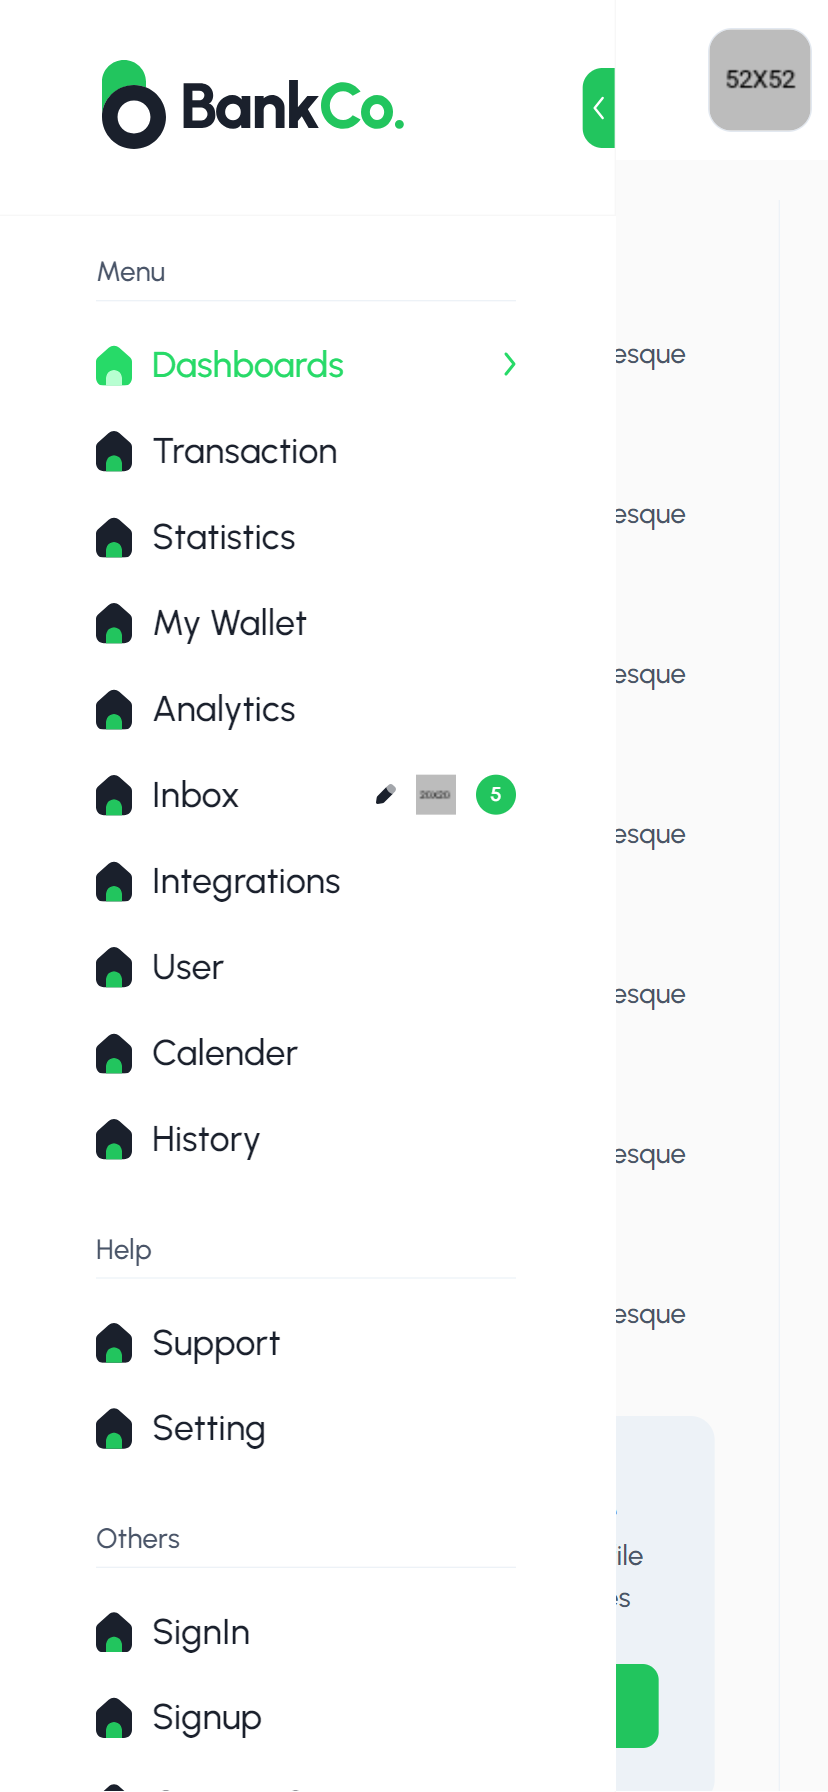 BankCo.
52X52
Menu
Dashboards
Transaction
Statistics
My Wallet
Analytics
Inbox 20X20 5
Integrations
User
Calender
History
Help
Support
Setting
Others
SignIn
Signup
esque
esque
esque
esque
esque
esque
esque
ile
es